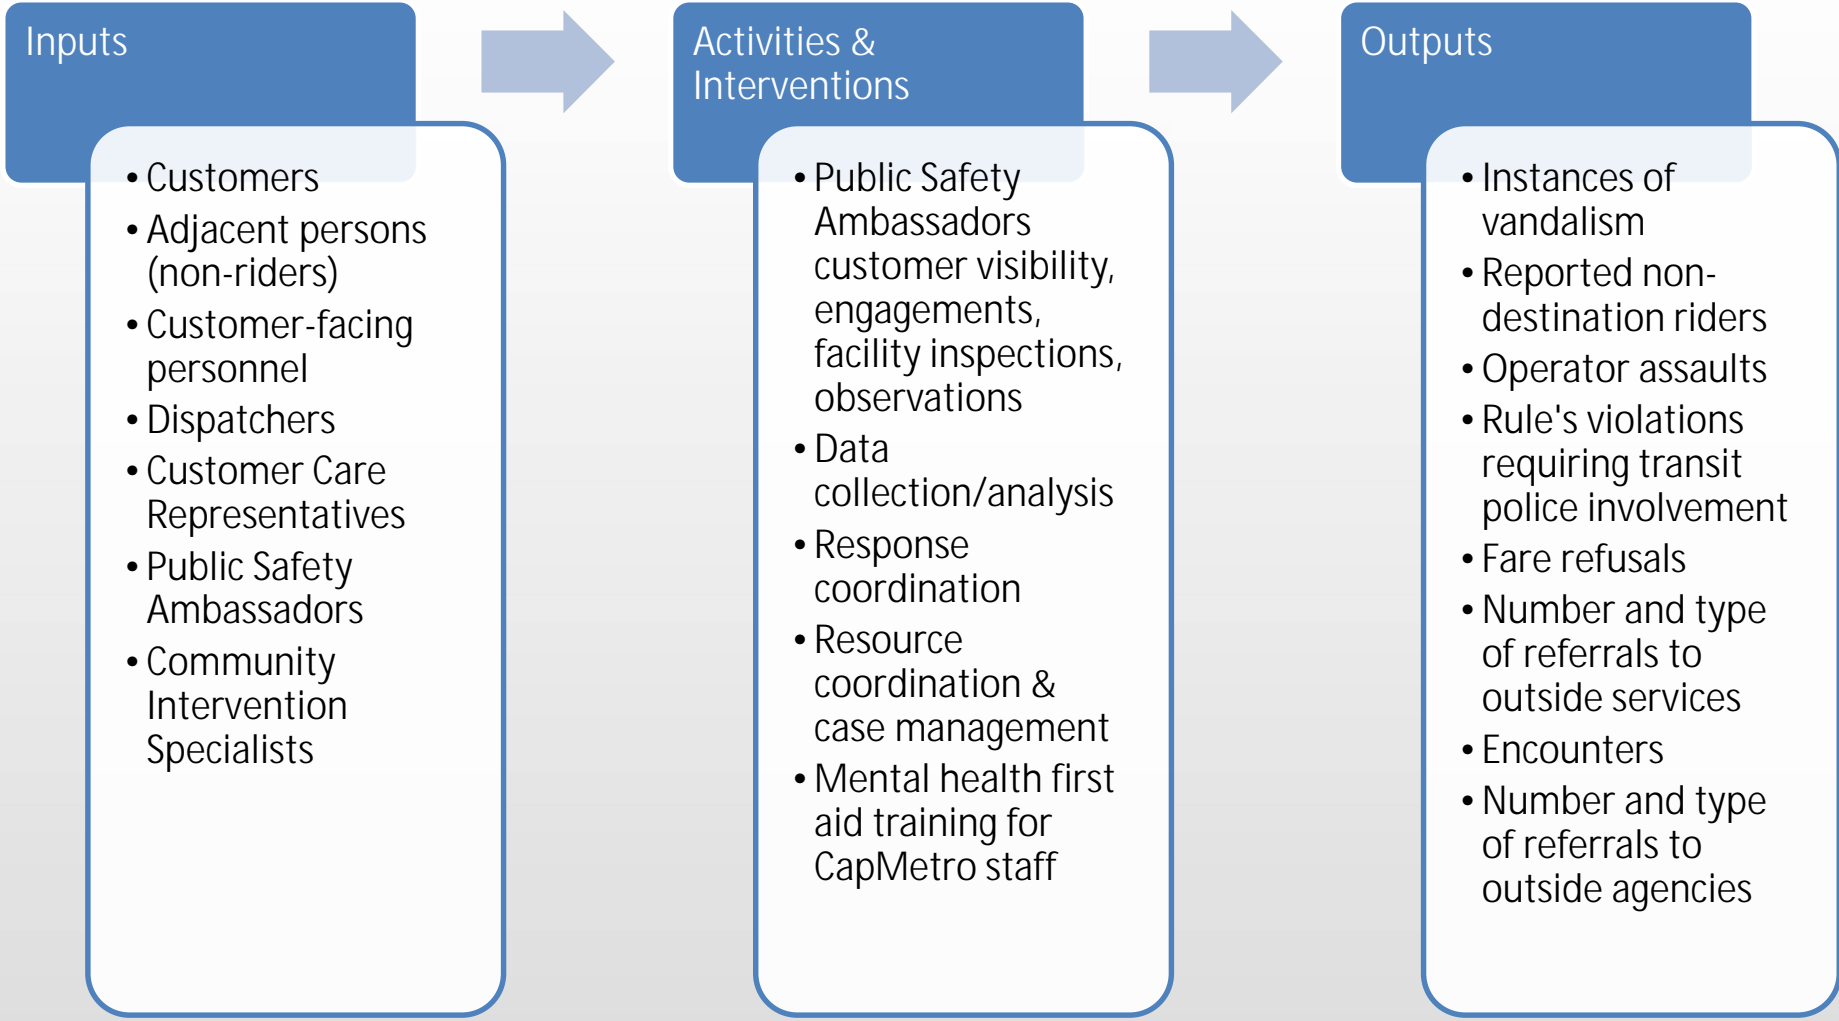 Inputs
• Customers
• Adjacent persons
(non-riders)
• Customer-facing
personnel
• Dispatchers
• Customer Care
Representatives
• Public Safety
Ambassadors
• Community
Intervention
Specialists
Activities &
Interventions
• Public Safety
Ambassadors
customer visibility,
engagements,
facility inspections,
observations
• Data
collection/analysis
• Response
coordination
• Resource
coordination &
case management
• Mental health first
aid training for
CapMetro staff
Outputs
• Instances of
vandalism
• Reported non-
destination riders
• Operator assaults
• Rule's violations
requiring transit
police involvement
• Fare refusals
• Number and type
of referrals to
outside services
• Encounters
• Number and type
of referrals to
outside agencies